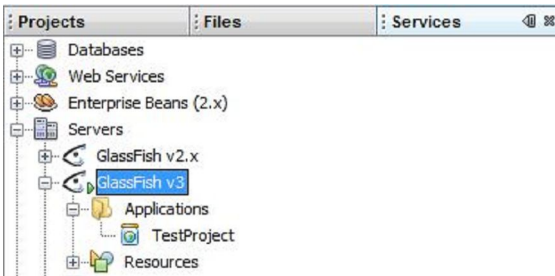 Projects Files Services
Databases
Web Services
Enterprise Beans (2.x)
Servers
GlassFish v2.x
GlassFish v3
Applications
TestProject
Resources